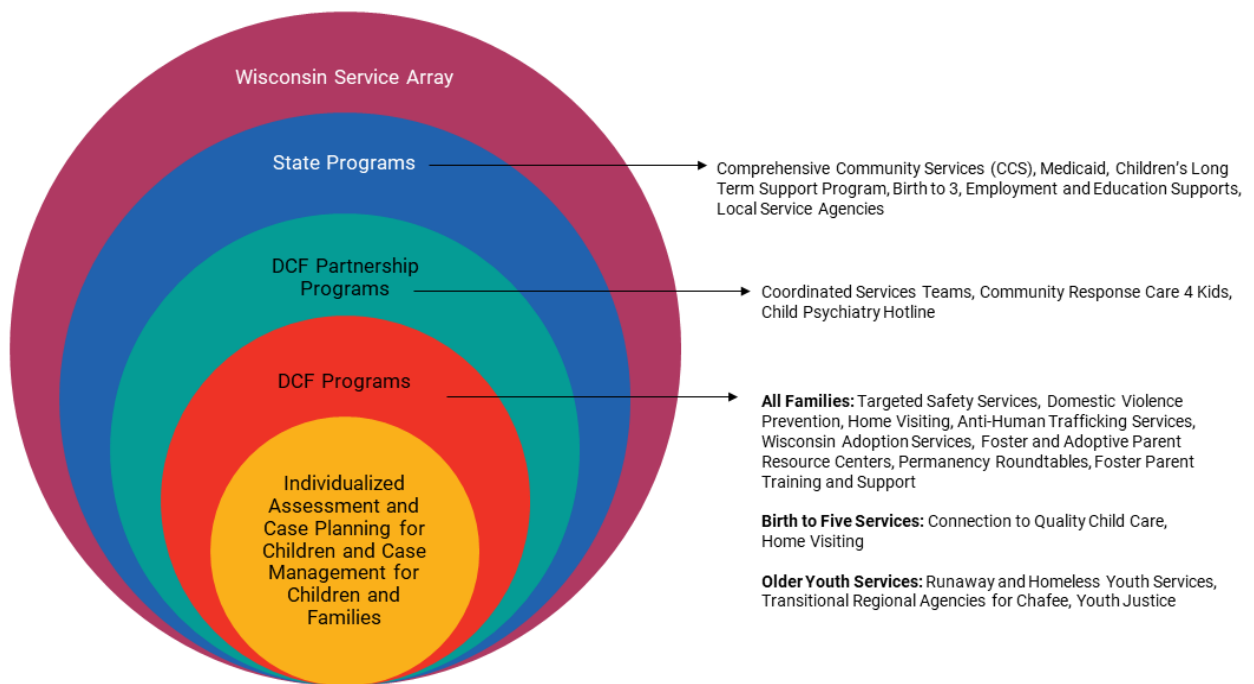 Wisconsin Service Array
State Programs
Comprehensive Community Services (CCS), Medicaid, Children's Long
Term Support Program, Birth to 3, Employment and Education Supports,
Local Service Agencies
DCF Partnership
Programs
Coordinated Services Teams, Community Response Care 4 Kids,
Child Psychiatry Hotline
DCF Programs
All Families: Targeted Safety Services, Domestic Violence
Prevention, Home Visiting, Anti-Human Trafficking Services,
Wisconsin Adoption Services, Foster and Adoptive Parent
Resource Centers, Permanency Roundtables, Foster Parent
Training and Support
Birth to Five Services: Connection to Quality Child Care,
Home Visiting
Older Youth Services: Runaway and Homeless Youth Services,
Transitional Regional Agencies for Chafee, Youth Justice
Individualized
Assessment and
Case Planning for
Children and Case
Management for
Children and
Families